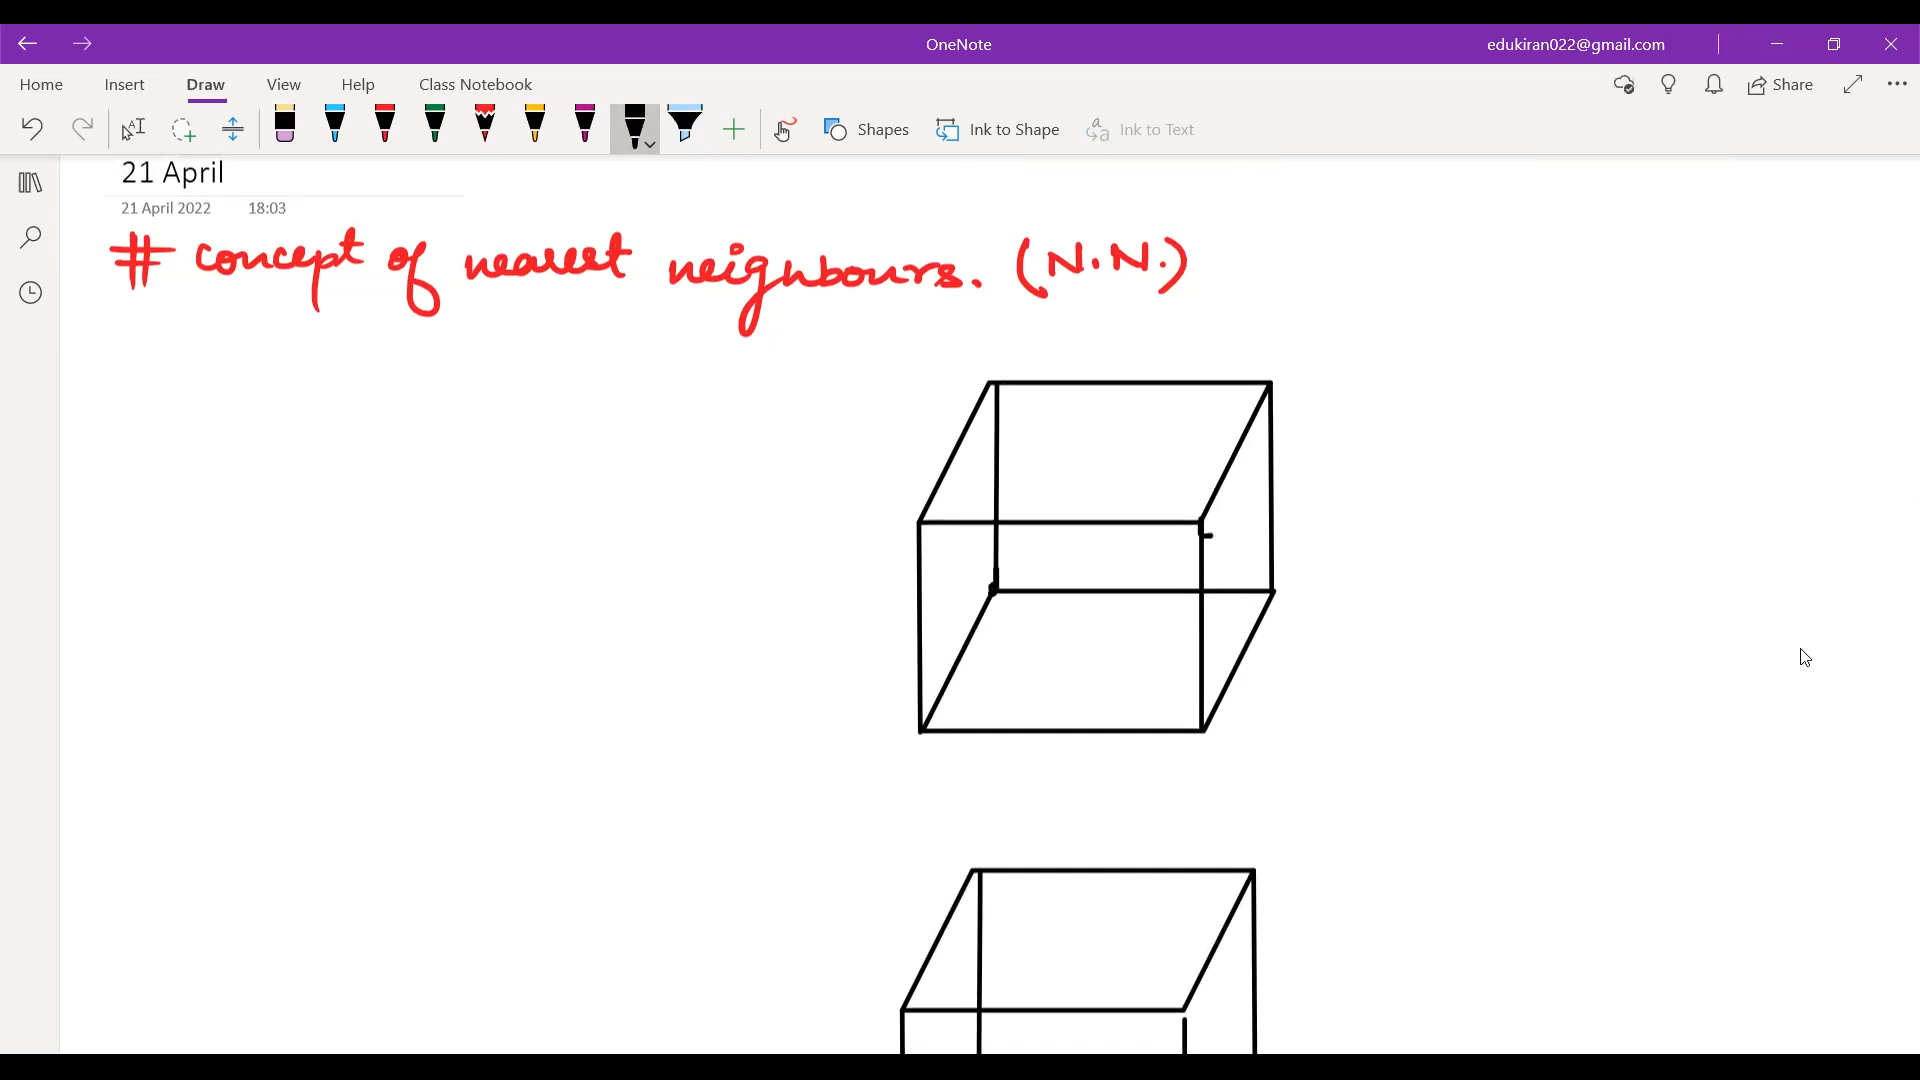 OneNote
edukiran022@gmail.com
Home Insert Draw View Help Class Notebook
Share
Shapes Ink to Shape Ink to Text
21 April
21 April 2022 18:03
# concept of nearest neighbours. (N.N.)